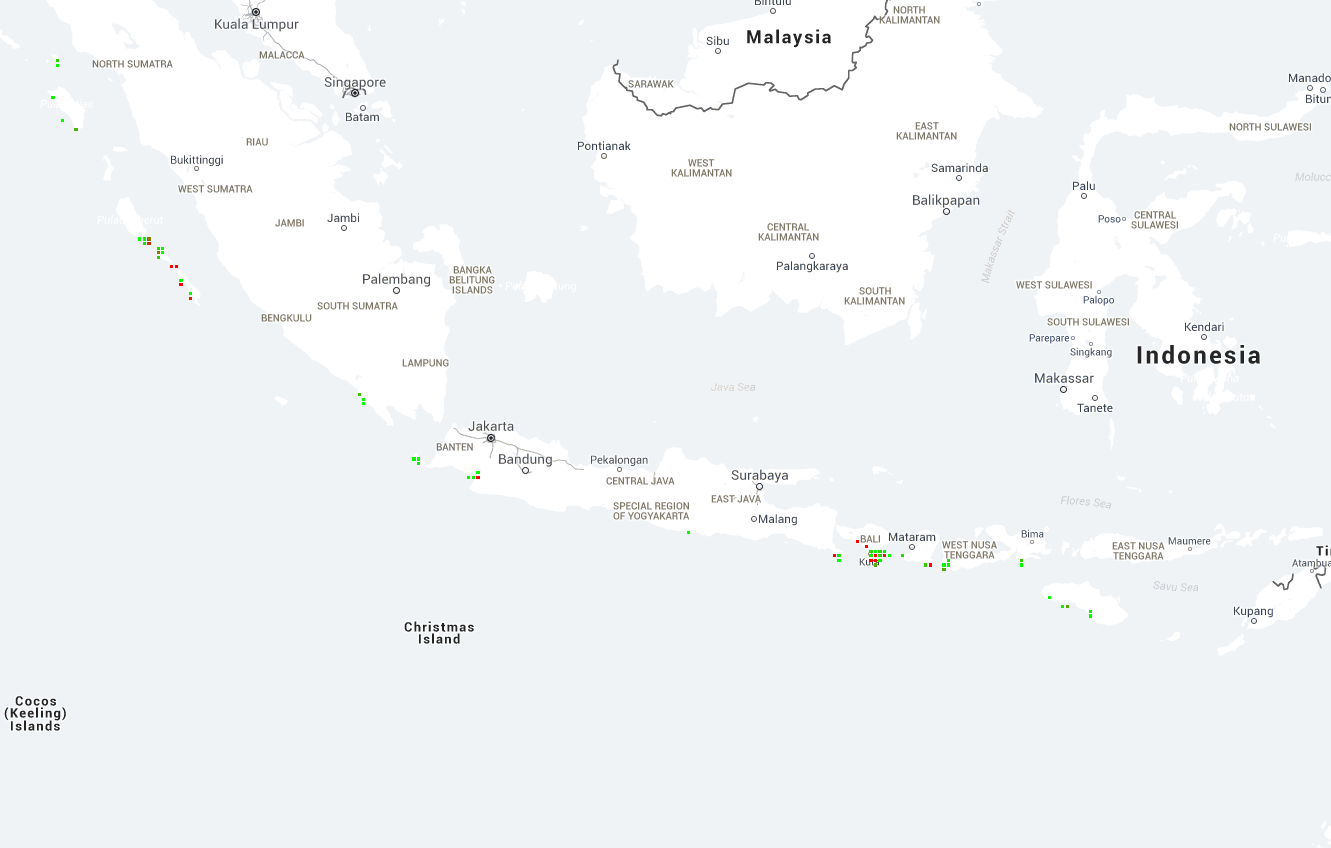 Bintulu
NORTH
KALIMANTAN
Kuala Lumpur
Malaysia
Sibu
MALACCA
NORTH SUMATRA
Manado
Singapore
SARAWAK
Bitun
Batam
EAST
KALIMANTAN
NORTH SULAWESI
RIAU
Pontianak
Bukittinggi
WEST
KALIMANTAN
Samarinda
Molucc
WEST SUMATRA
Palu
Balikpapan
JAMBI
Jambi
Poso
CENTRAL
SULAWESI
CENTRAL
KALIMANTAN
Makassar Strait
Palangkaraya
Palembang
BANGKA
BELITUNG
ISLANDS
WEST SULAWESI
SOUTH
KALIMANTAN
Palopo
SOUTH SUMATRA
BENGKULU
SOUTH SULAWESI
Kendari
Parepare
Singkang
Indonesia
LAMPUNG
Makassar
Java Sea
Tanete
Jakarta
BANTEN
Bandung
Pekalongan
CENTRAL JAVA
Surabaya
EAST JAVA
SPECIAL REGION
OF YOGYAKARTA
Malang
Flores Sea
BALI
Mataram
Bima
WEST NUSA
TENGGARA
EAST NUSA
TENGGARA
Maumere
Kuta
Atambua
Savu Sea
Kupang
Christmas
Island
Cocos
(Keeling)
Islands